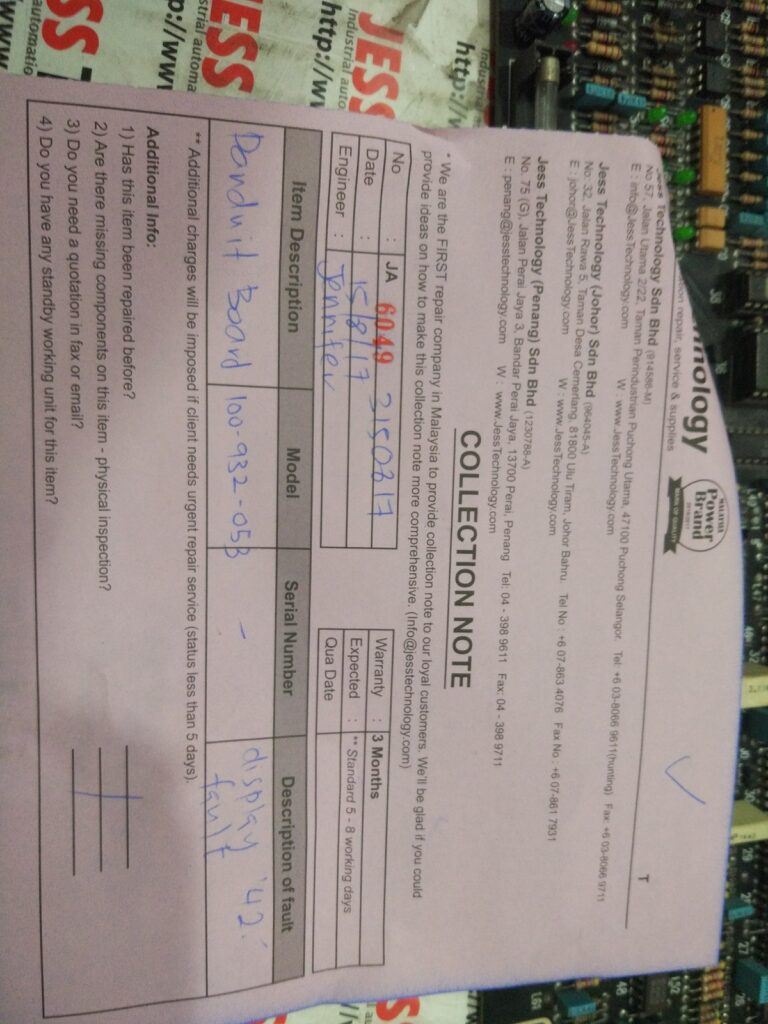 hnology
tion repair, service & supplies
MALAYSIA
Power
Brand
MARK OF QUALITY
T
Technology Sdn Bhd (914586-M)
No 57, Jalan Utama 2/22, Taman Perindustrian Puchong Utama, 47100 Puchong Selangor. Tel: +6 03-8066 9611(hunting) Fax: +6 03-8066 9711
E : info@JessTechnology.com W : www.JessTechnology.com
Jess Technology (Johor) Sdn Bhd (964045-A)
No: 32, Jalan Rawa 5, Taman Desa Cemerlang, 81800 Ulu Tiram, Johor Bahru. Tel No : +6 07-863 4076 Fax No : +6 07-861 7931
E : johor@JessTechnology.com W : www.JessTechnology.com
Jess Technology (Penang) Sdn Bhd (1230788-A)
No. 75 (G), Jalan Perai Jaya 3, Bandar Perai Jaya, 13700 Perai, Penang Tel: 04 - 398 9611 Fax: 04 - 398 9711
E : penang@jesstechnology.com W : www.JessTechnology.com
COLLECTION NOTE
* We are the FIRST repair company in Malaysia to provide collection note to our loyal customers. We'll be glad if you could
provide ideas on how to make this collection note more comprehensive. (Info@jesstechnology.com)
No : JA 6049 3150817
Date : 15/8/17
Engineer : Jennifer
Warranty : 3 Months
Expected : ** Standard 5 - 8 working days
Qua Date
Item Description Model Serial Number Description of fault
Panduit Board 100-932-053 - display '42'
fault
** Additional charges will be imposed if client needs urgent repair service (status less than 5 days).
Additional Info:
1) Has this item been repaired before?
2) Are there missing components on this item - physical inspection?
3) Do you need a quotation in fax or email?
4) Do you have any standby working unit for this item?
JESS
Industrial automa
http://ww